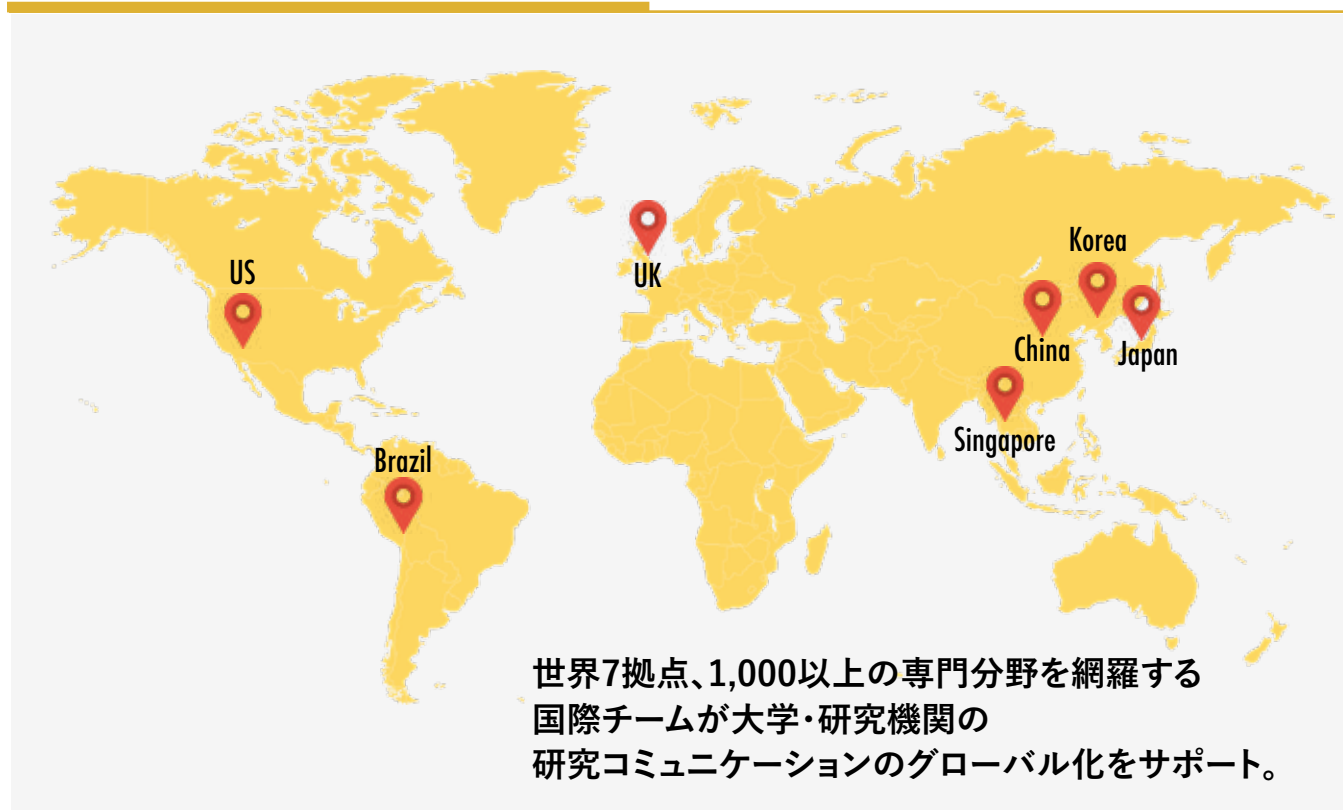 US
UK
Korea
China
Japan
Singapore
Brazil
世界7拠点、1,000以上の専門分野を網羅する
国際チームが大学・研究機関の
研究コミュニケーションのグローバル化をサポート。